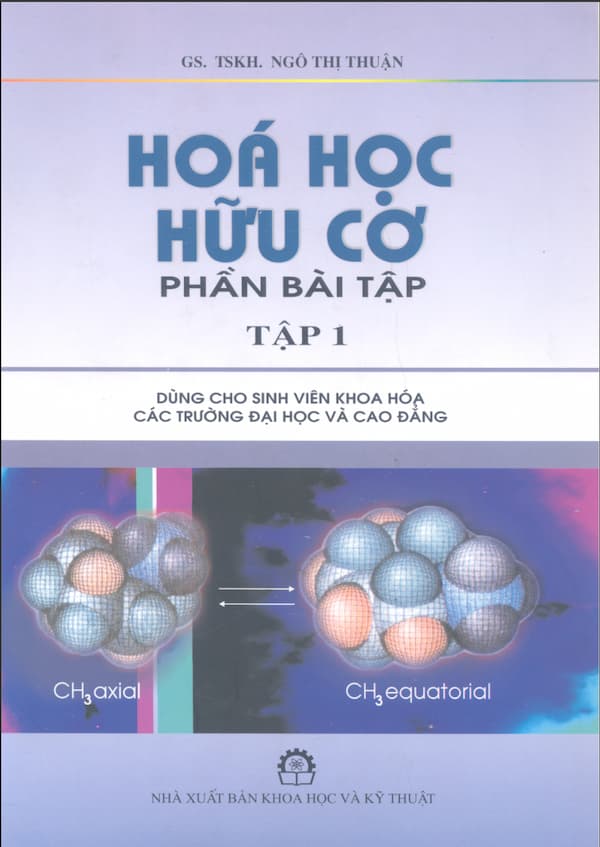 GS. TSKH. NGÔ THỊ THUẬN
HOÁ HỌC
HỮU CƠ
PHẦN BÀI TẬP
TẬP 1
DÙNG CHO SINH VIÊN KHOA HÓA
CÁC TRƯỜNG ĐẠI HỌC VÀ CAO ĐẲNG
CH₃axial
CH₃equatorial
NHÀ XUẤT BẢN KHOA HỌC VÀ KỸ THUẬT